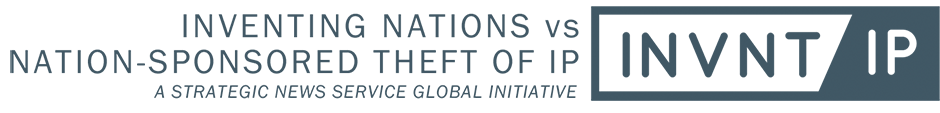 INVENTING NATIONS vs
NATION-SPONSORED THEFT OF IP
A STRATEGIC NEWS SERVICE GLOBAL INITIATIVE
INVNT IP